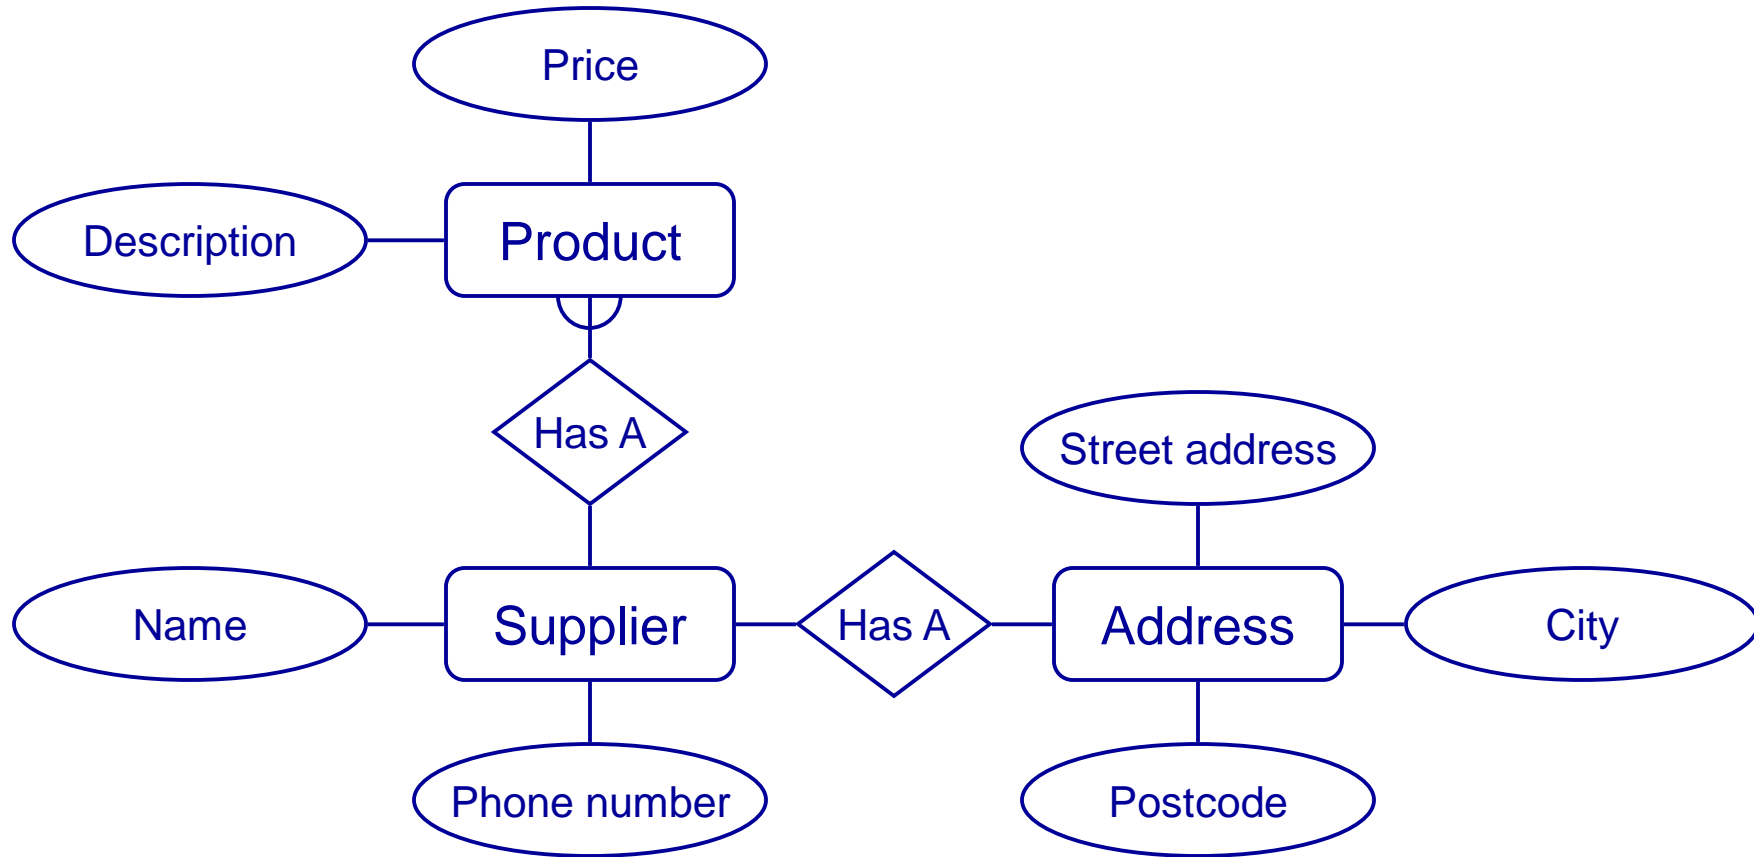 Price
Description
Product
Has A
Street address
Name
Supplier
Has A
Address
City
Phone number
Postcode